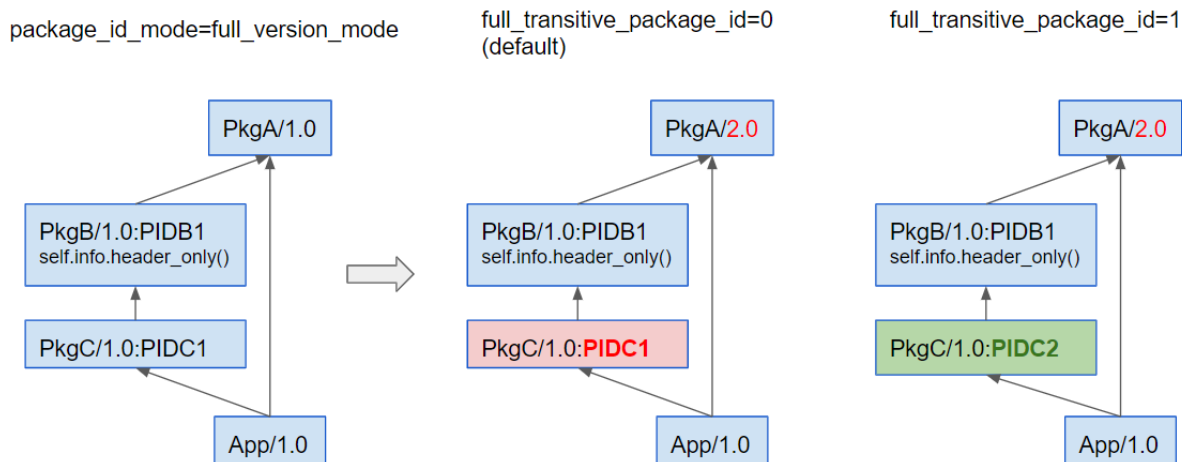 package_id_mode=full_version_mode
PkgA/1.0
PkgB/1.0:PIDB1
self.info.header_only()
PkgC/1.0:PIDC1
App/1.0
full_transitive_package_id=0
(default)
PkgA/2.0
PkgB/1.0:PIDB1
self.info.header_only()
PkgC/1.0:PIDC1
App/1.0
full_transitive_package_id=1
PkgA/2.0
PkgB/1.0:PIDB1
self.info.header_only()
PkgC/1.0:PIDC2
App/1.0